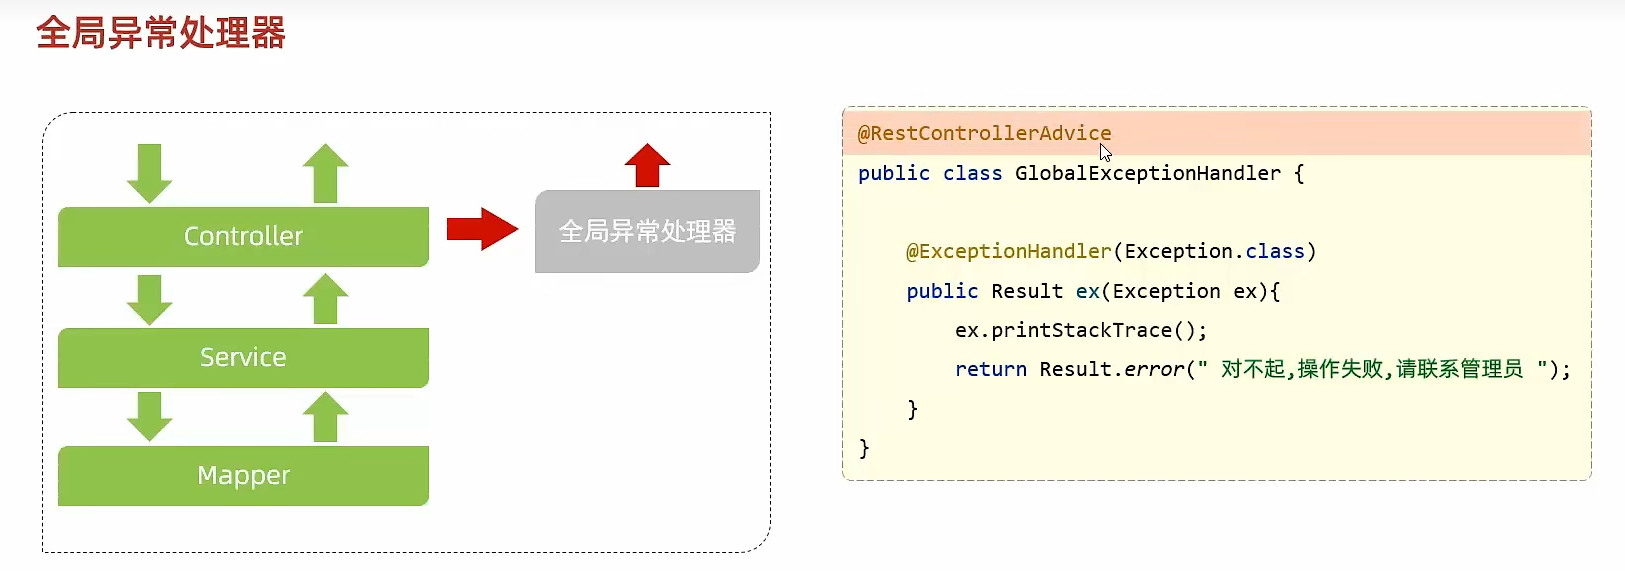 全局异常处理器
Controller
Service
Mapper
全局异常处理器
@RestControllerAdvice
public class GlobalExceptionHandler {
@ExceptionHandler(Exception.class)
public Result ex(Exception ex){
ex.printStackTrace();
return Result.error(" 对不起,操作失败,请联系管理员 ");
}
}